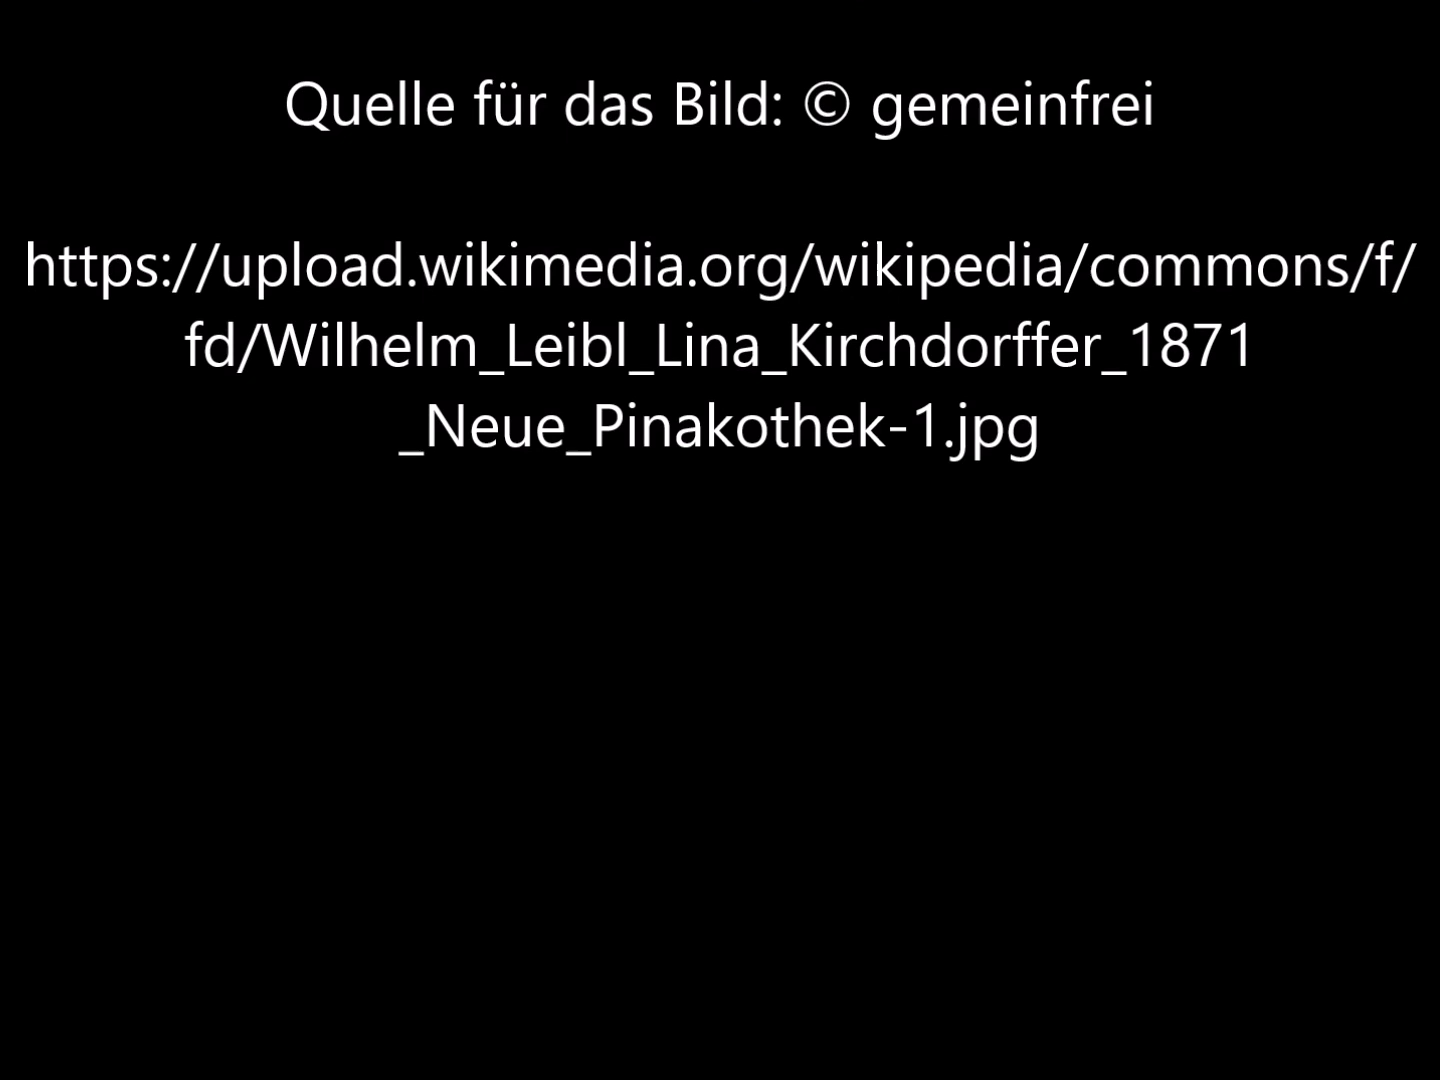 Quelle für das Bild: © gemeinfrei
https://upload.wikimedia.org/wikipedia/commons/f/
fd/Wilhelm_Leibl_Lina_Kirchdorffer_1871
_Neue_Pinakothek-1.jpg